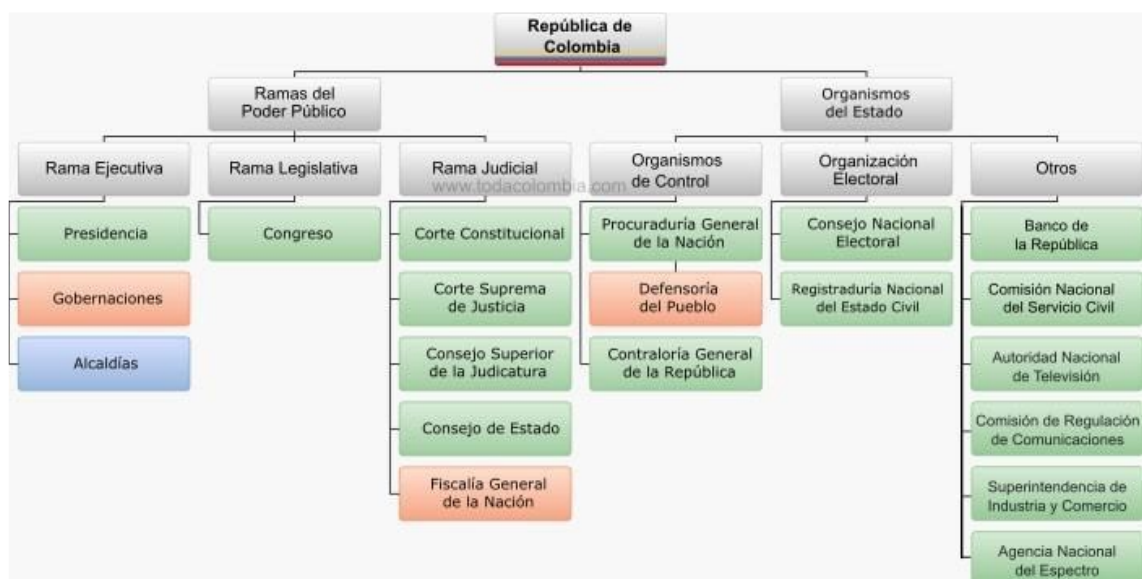 República de
Colombia
Ramas del
Poder Público
Organismos
del Estado
Rama Ejecutiva
Rama Legislativa
Rama Judicial
Organismos
de Control
Organización
Electoral
Otros
www.todacolombia.com
Presidencia
Gobernaciones
Alcaldías
Congreso
Corte Constitucional
Corte Suprema
de Justicia
Consejo Superior
de la Judicatura
Consejo de Estado
Fiscalía General
de la Nación
Procuraduría General
de la Nación
Defensoría
del Pueblo
Contraloría General
de la República
Consejo Nacional
Electoral
Registraduría Nacional
del Estado Civil
Banco de
la República
Comisión Nacional
del Servicio Civil
Autoridad Nacional
de Televisión
Comisión de Regulación
de Comunicaciones
Superintendencia de
Industria y Comercio
Agencia Nacional
del Espectro